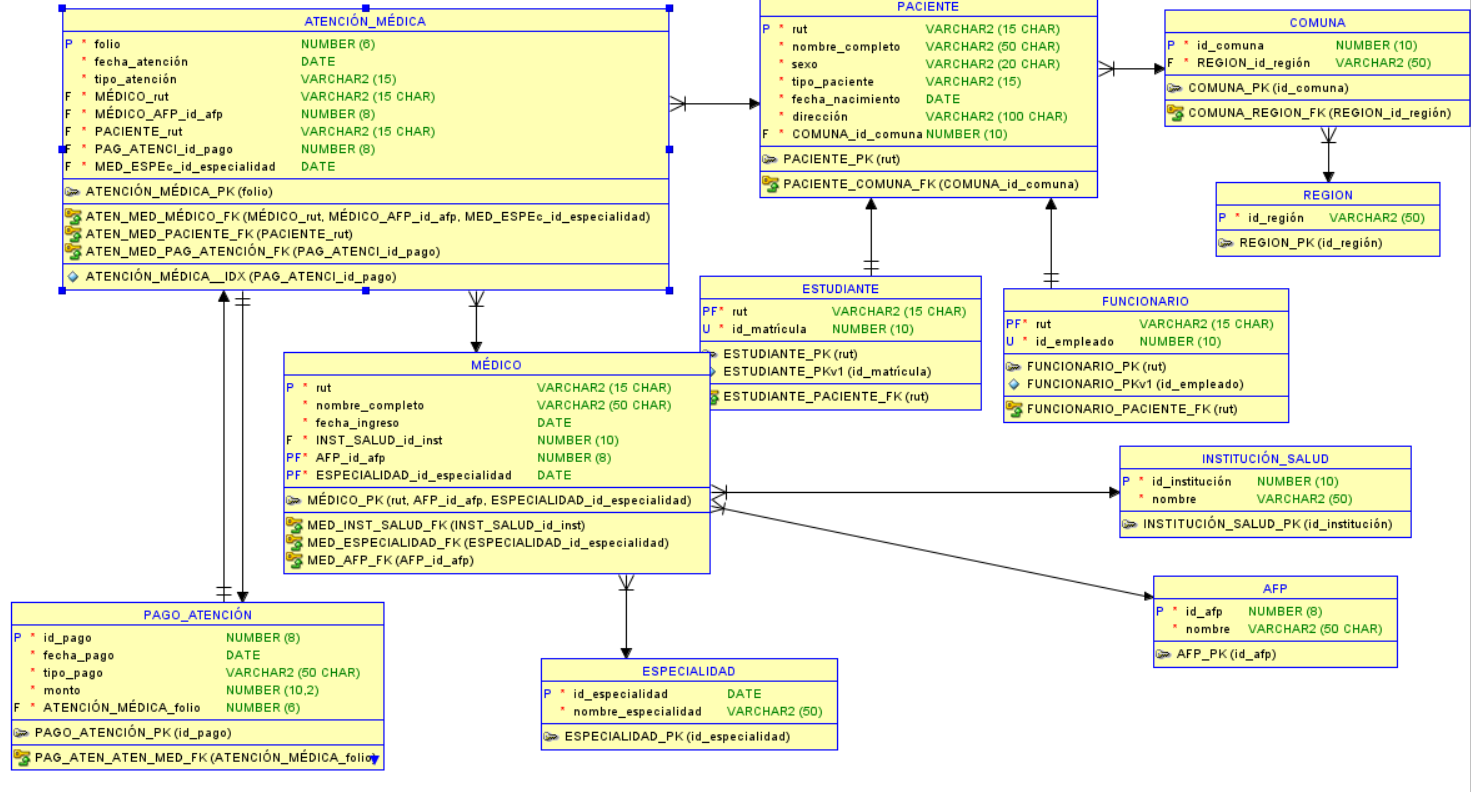 ATENCIÓN_MÉDICA
P * folio NUMBER (6)
* fecha_atención DATE
* tipo_atención VARCHAR2 (15)
F * MÉDICO_rut VARCHAR2 (15 CHAR)
F * MÉDICO_AFP_id_afp NUMBER (8)
F * PACIENTE_rut VARCHAR2 (15 CHAR)
F * PAG_ATENCI_id_pago NUMBER (8)
F * MED_ESPEc_id_especialidad DATE
ATENCIÓN_MÉDICA_PK (folio)
ATEN_MED_MÉDICO_FK (MÉDICO_rut, MÉDICO_AFP_id_afp, MED_ESPEc_id_especialidad)
ATEN_MED_PACIENTE_FK (PACIENTE_rut)
ATEN_MED_PAG_ATENCIÓN_FK (PAG_ATENCI_id_pago)
ATENCIÓN_MÉDICA__IDX (PAG_ATENCI_id_pago)
PACIENTE
P * rut VARCHAR2 (15 CHAR)
* nombre_completo VARCHAR2 (50 CHAR)
* sexo VARCHAR2 (20 CHAR)
* tipo_paciente VARCHAR2 (15)
* fecha_nacimiento DATE
* dirección VARCHAR2 (100 CHAR)
F * COMUNA_id_comuna NUMBER (10)
PACIENTE_PK (rut)
PACIENTE_COMUNA_FK (COMUNA_id_comuna)
COMUNA
P * id_comuna NUMBER (10)
F * REGION_id_región VARCHAR2 (50)
COMUNA_PK (id_comuna)
COMUNA_REGION_FK (REGION_id_región)
REGION
P * id_región VARCHAR2 (50)
REGION_PK (id_región)
ESTUDIANTE
PF* rut VARCHAR2 (15 CHAR)
U * id_matrícula NUMBER (10)
ESTUDIANTE_PK (rut)
ESTUDIANTE_PKv1 (id_matrícula)
ESTUDIANTE_PACIENTE_FK (rut)
FUNCIONARIO
PF* rut VARCHAR2 (15 CHAR)
U * id_empleado NUMBER (10)
FUNCIONARIO_PK (rut)
FUNCIONARIO_PKv1 (id_empleado)
FUNCIONARIO_PACIENTE_FK (rut)
MÉDICO
P * rut VARCHAR2 (15 CHAR)
* nombre_completo VARCHAR2 (50 CHAR)
* fecha_ingreso DATE
F * INST_SALUD_id_inst NUMBER (10)
PF* AFP_id_afp NUMBER (8)
PF* ESPECIALIDAD_id_especialidad DATE
MÉDICO_PK (rut, AFP_id_afp, ESPECIALIDAD_id_especialidad)
MED_INST_SALUD_FK (INST_SALUD_id_inst)
MED_ESPECIALIDAD_FK (ESPECIALIDAD_id_especialidad)
MED_AFP_FK (AFP_id_afp)
INSTITUCIÓN_SALUD
P * id_institución NUMBER (10)
* nombre VARCHAR2 (50)
INSTITUCIÓN_SALUD_PK (id_institución)
AFP
P * id_afp NUMBER (8)
* nombre VARCHAR2 (50 CHAR)
AFP_PK (id_afp)
PAGO_ATENCIÓN
P * id_pago NUMBER (8)
* fecha_pago DATE
* tipo_pago VARCHAR2 (50 CHAR)
* monto NUMBER (10,2)
F * ATENCIÓN_MÉDICA_folio NUMBER (6)
PAGO_ATENCIÓN_PK (id_pago)
PAG_ATEN_ATEN_MED_FK (ATENCIÓN_MÉDICA_folio
ESPECIALIDAD
P * id_especialidad DATE
* nombre_especialidad VARCHAR2 (50)
ESPECIALIDAD_PK (id_especialidad)